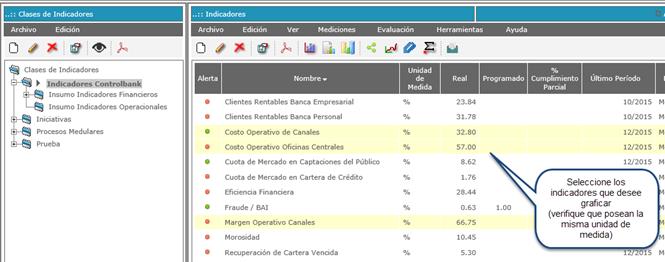 ..:: Clases de Indicadores
Archivo Edición
Clases de Indicadores
Indicadores Controlbank
Insumo Indicadores Financieros
Insumo Indicadores Operacionales
Iniciativas
Procesos Medulares
Prueba
..:: Indicadores
Archivo Edición Ver Mediciones Evaluación Herramientas Ayuda
Alerta Nombre Unidad de Medida Real Programado % Cumplimiento Parcial Último Período
Clientes Rentables Banca Empresarial % 23.84 10/2015
Clientes Rentables Banca Personal % 31.78 10/2015
Costo Operativo de Canales % 32.80 12/2015
Costo Operativo Oficinas Centrales % 57.00 12/2015
Cuota de Mercado en Captaciones del Público % 8.62 12/2015
Cuota de Mercado en Cartera de Crédito % 1.76
Eficiencia Financiera % 28.44
Fraude / BAI % 0.63 1.00
Margen Operativo Canales % 66.75
Morosidad % 10.45
Recuperación de Cartera Vencida % 5.30
Seleccione los
indicadores que desee
graficar
(verifique que posean la
misma unidad de
medida)